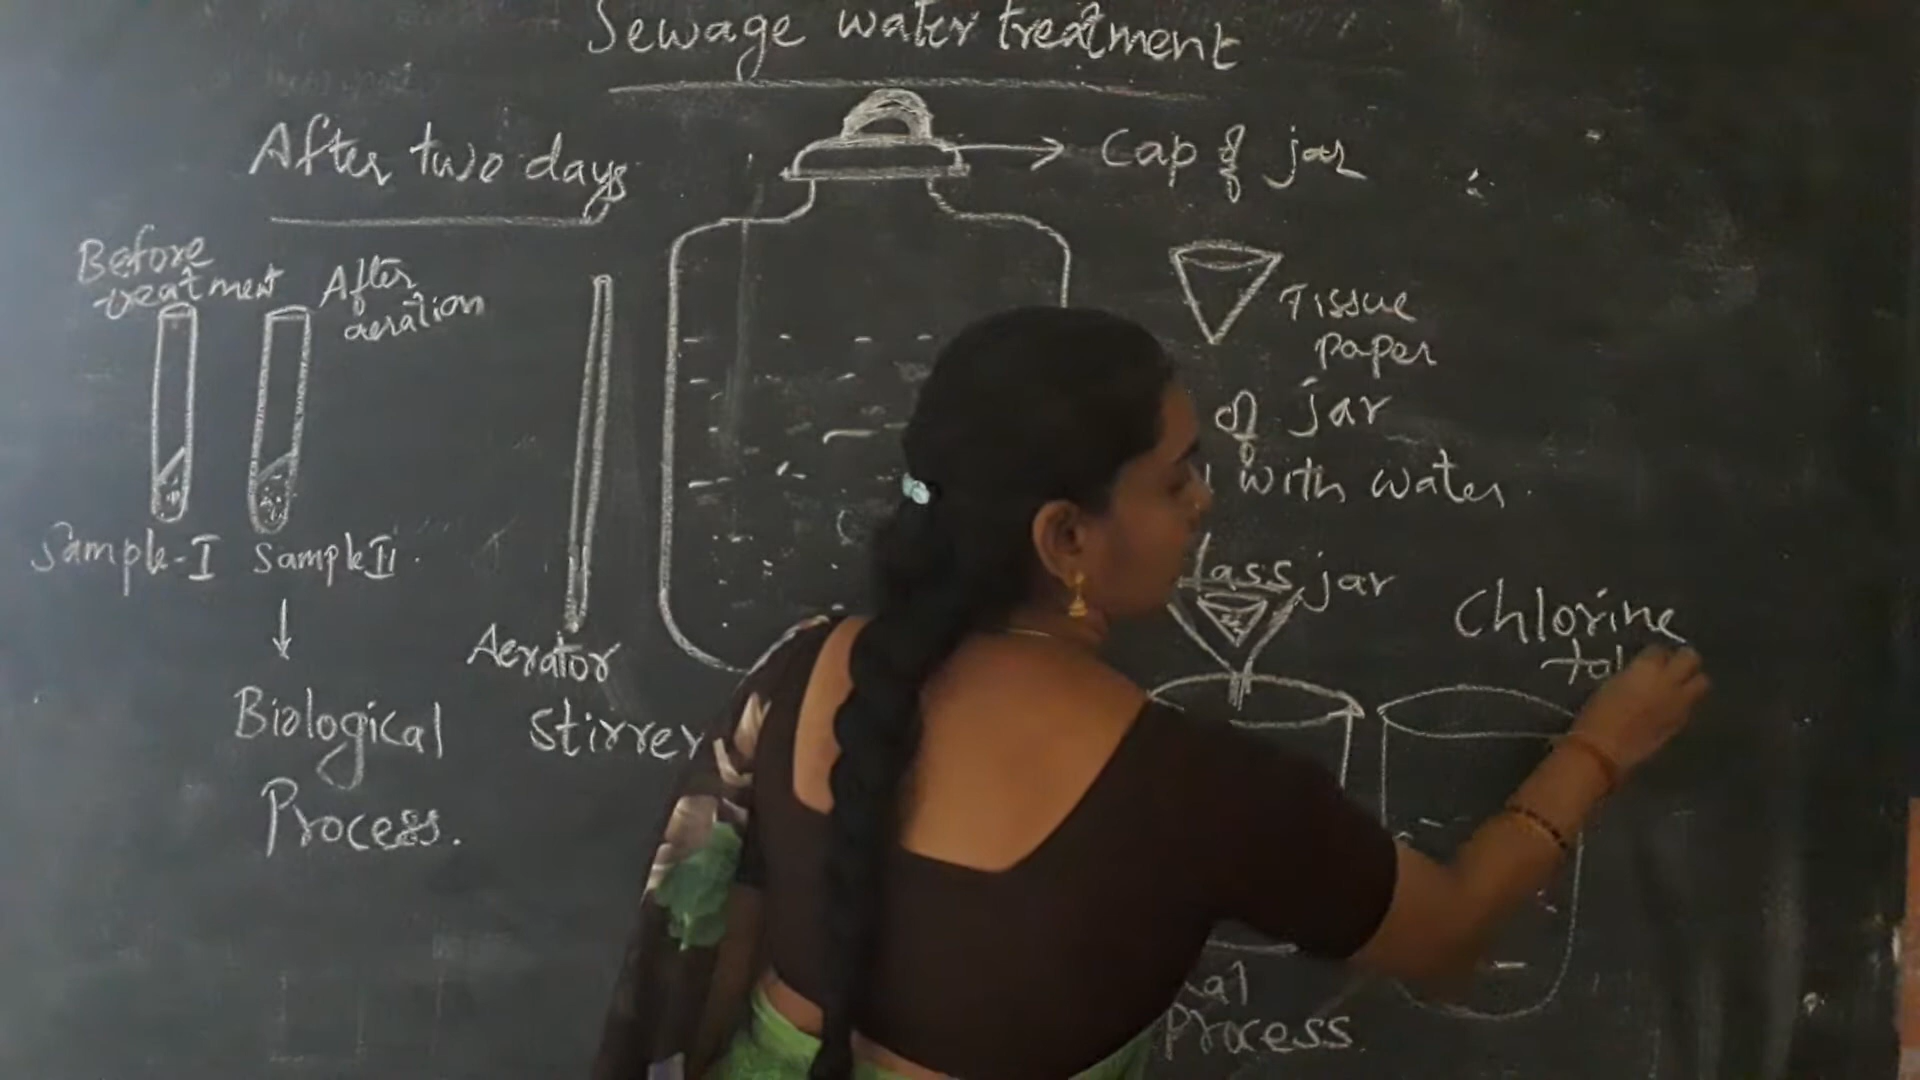 Sewage water treatment
After two days
Cap of jar
Before
treatment
After
aeration
Tissue
paper
of jar
with water.
Sample-I
Sample II.
jar
Chlorine
Aerator
Stirrer
Biological
Process.
Process.